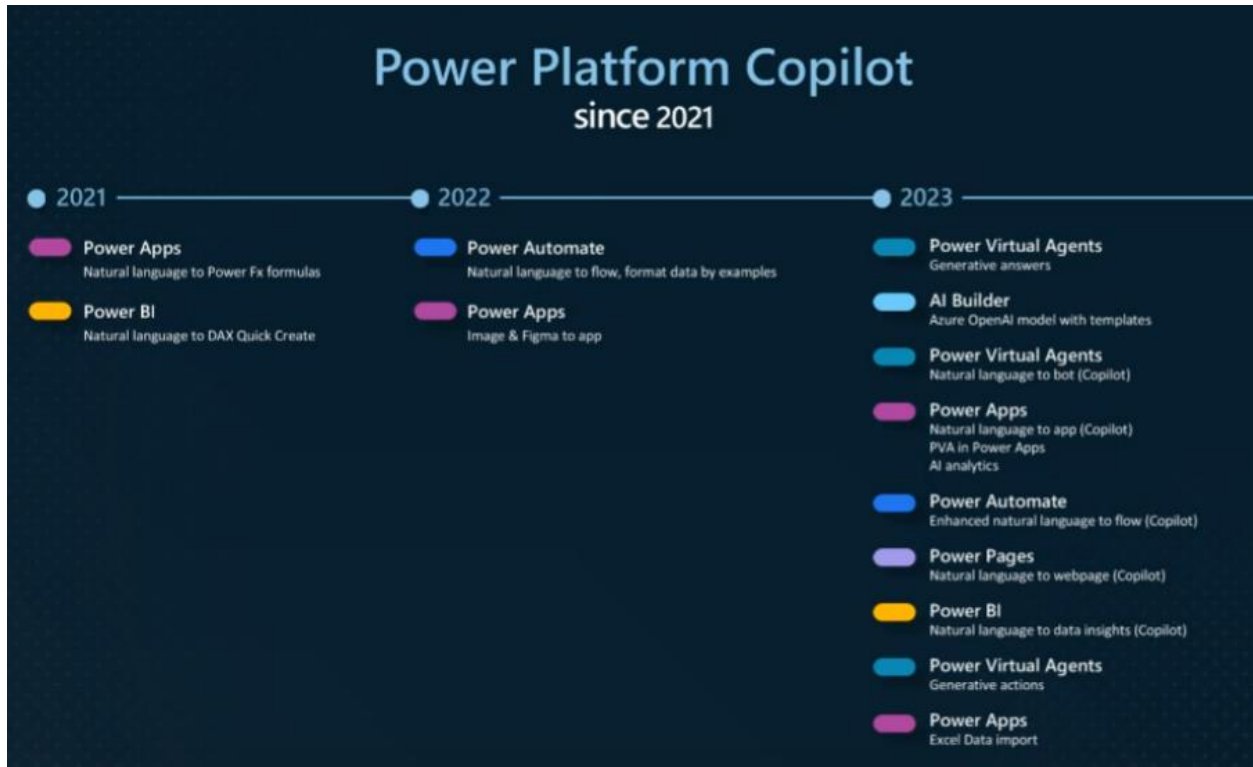 Power Platform Copilot
since 2021
2021
Power Apps
Natural language to Power Fx formulas
Power BI
Natural language to DAX Quick Create
2022
Power Automate
Natural language to flow, format data by examples
Power Apps
Image & Figma to app
2023
Power Virtual Agents
Generative answers
AI Builder
Azure OpenAI model with templates
Power Virtual Agents
Natural language to bot (Copilot)
Power Apps
Natural language to app (Copilot)
PVA in Power Apps
AI analytics
Power Automate
Enhanced natural language to flow (Copilot)
Power Pages
Natural language to webpage (Copilot)
Power BI
Natural language to data insights (Copilot)
Power Virtual Agents
Generative actions
Power Apps
Excel Data import